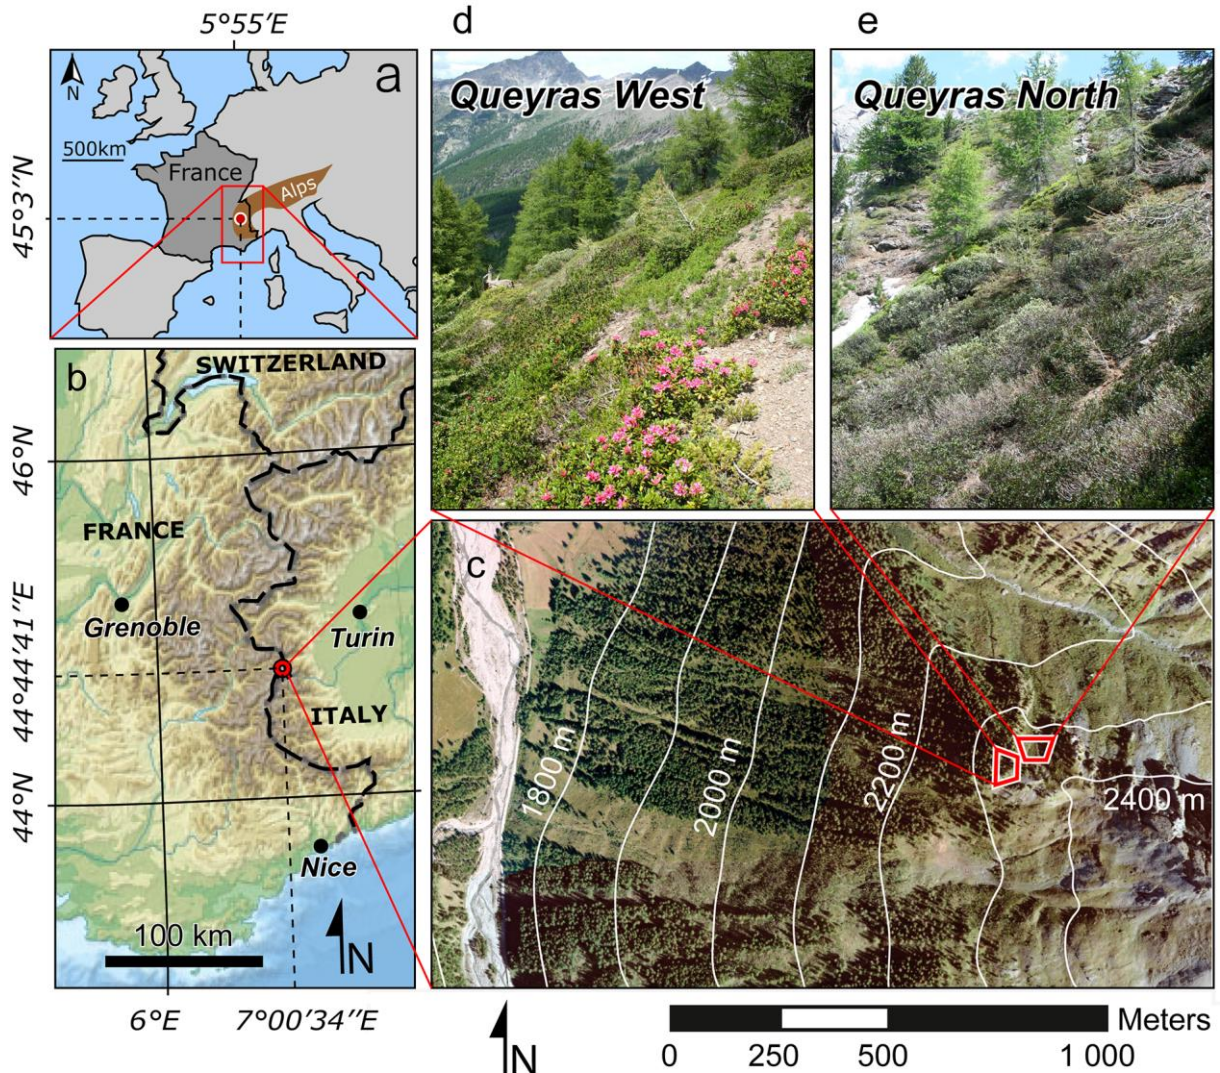 5°55′E
45°3′′N
a
N
500km
France
Alps
d
Queyras West
e
Queyras North
b
SWITZERLAND
46°N
FRANCE
Grenoble
Turin
44°44′41′′E
ITALY
44°N
Nice
100 km
N
6°E
7°00′34′′E
c
1800 m
2000 m
2200 m
2400 m
N
Meters
0
250
500
1 000